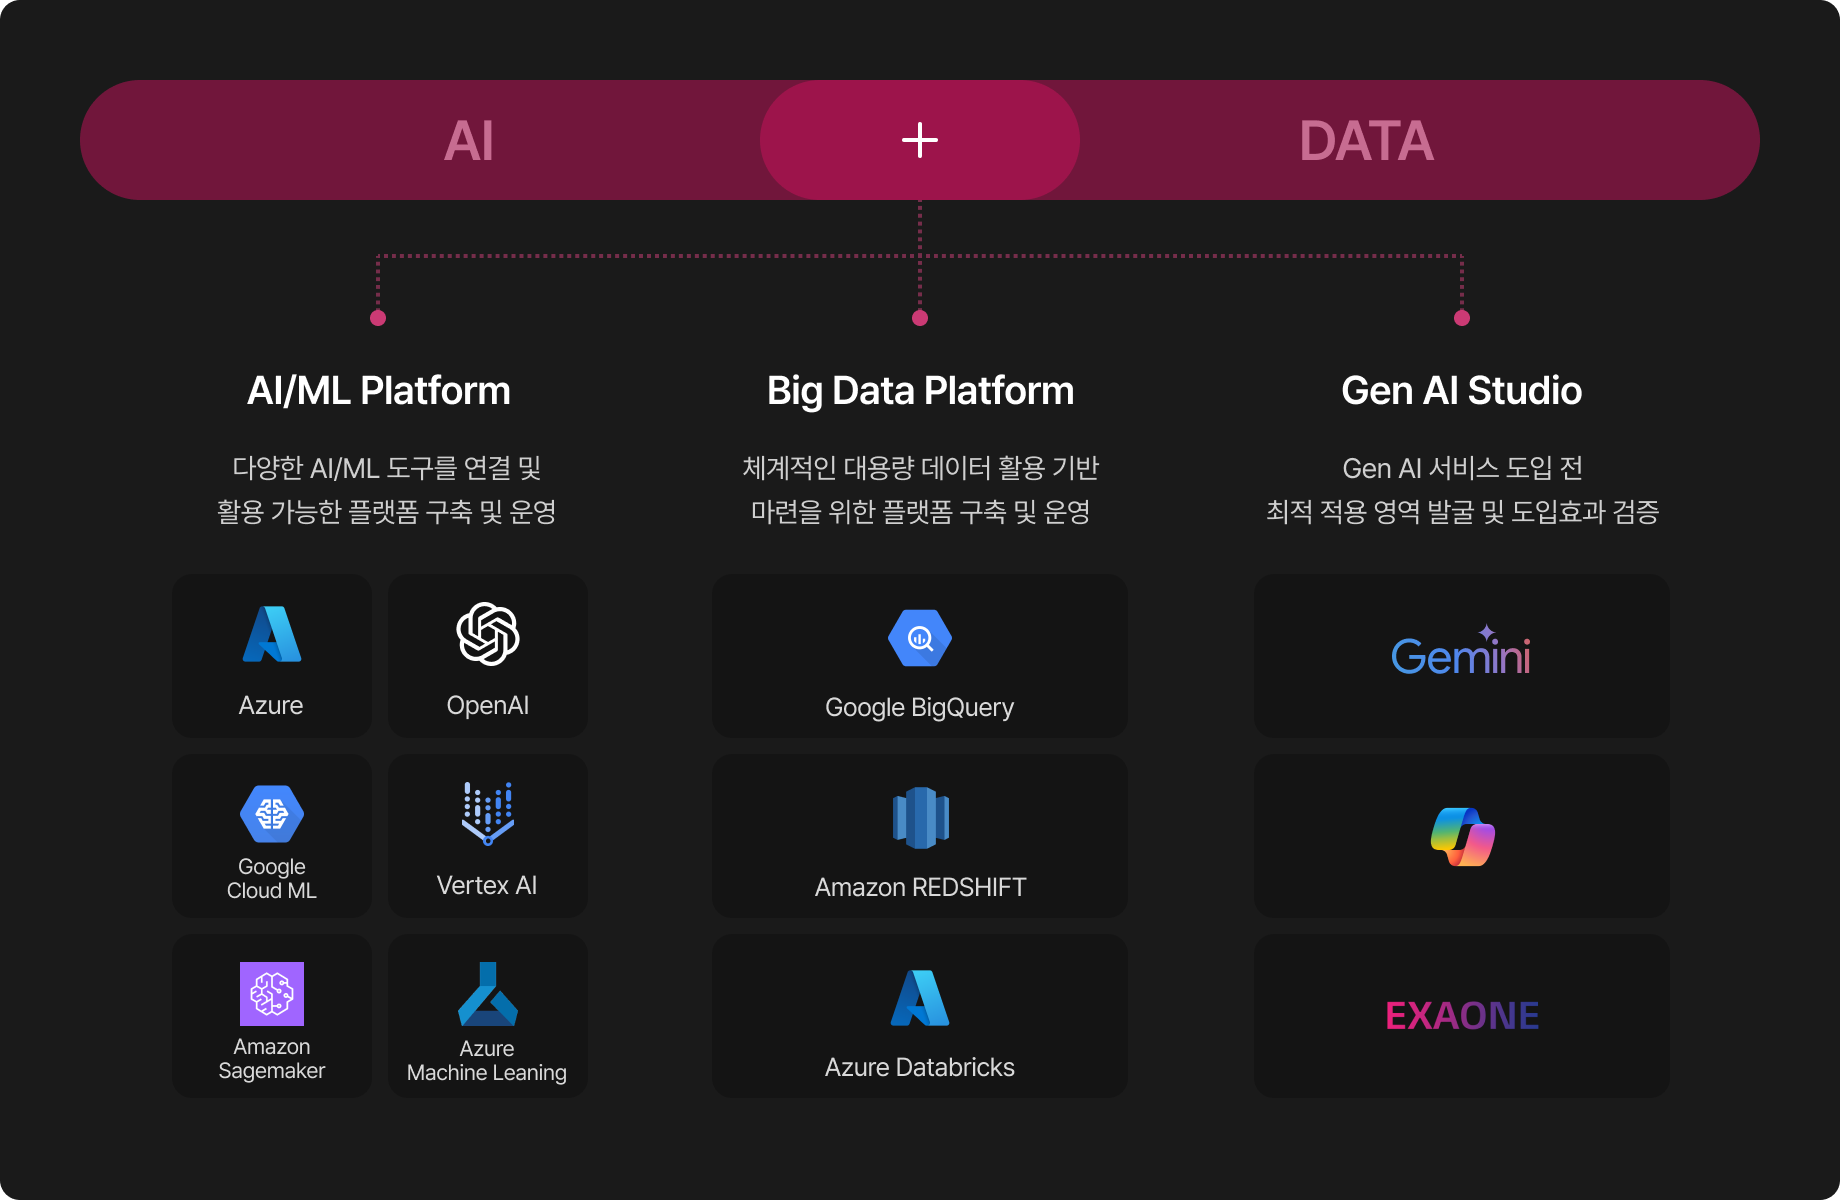 AI
+
DATA
AI/ML Platform
다양한 AI/ML 도구를 연결 및
활용 가능한 플랫폼 구축 및 운영
Azure
OpenAI
Google
Cloud ML
Vertex AI
Amazon
Sagemaker
Azure
Machine Leaning
Big Data Platform
체계적인 대용량 데이터 활용 기반
마련을 위한 플랫폼 구축 및 운영
Google BigQuery
Amazon REDSHIFT
Azure Databricks
Gen AI Studio
Gen AI 서비스 도입 전
최적 적용 영역 발굴 및 도입효과 검증
Gemini
EXAONE